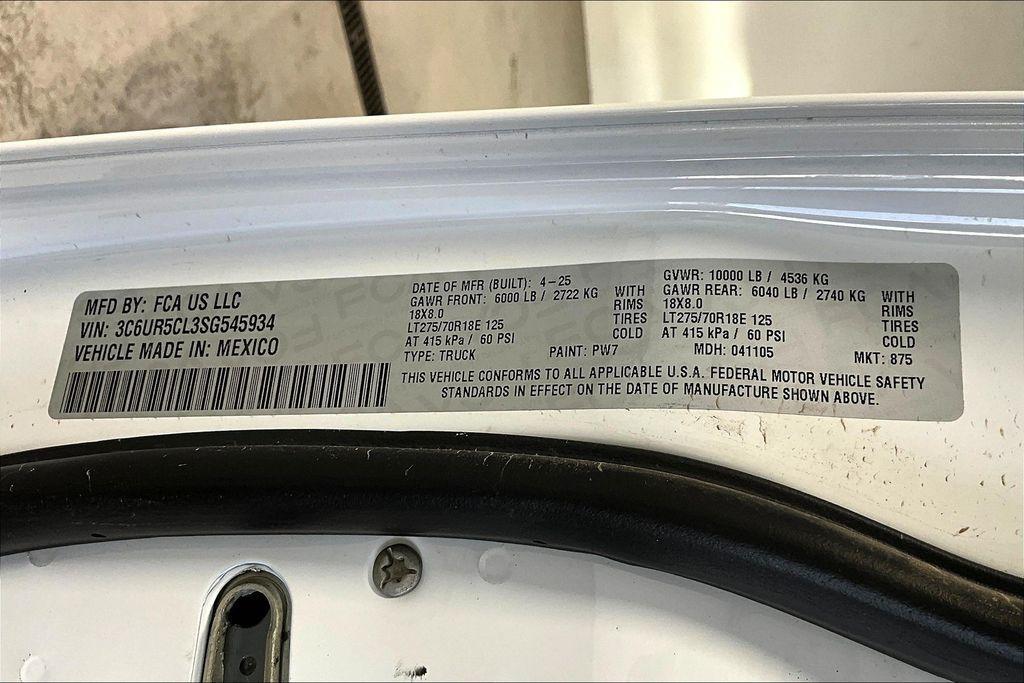 MFD BY: FCA US LLC
VIN: 3C6UR5CL3SG545934
VEHICLE MADE IN: MEXICO
DATE OF MFR (BUILT): 4-25
GAWR FRONT: 6000 LB / 2722 KG WITH
18X8.0 RIMS
LT275/70R18E 125 TIRES
AT 415 kPa / 60 PSI COLD
GVWR: 10000 LB / 4536 KG
GAWR REAR: 6040 LB / 2740 KG WITH
18X8.0 RIMS
LT275/70R18E 125 TIRES
AT 415 kPa / 60 PSI COLD
TYPE: TRUCK PAINT: PW7 MDH: 041105 MKT: 875
THIS VEHICLE CONFORMS TO ALL APPLICABLE U.S.A. FEDERAL MOTOR VEHICLE SAFETY
STANDARDS IN EFFECT ON THE DATE OF MANUFACTURE SHOWN ABOVE.